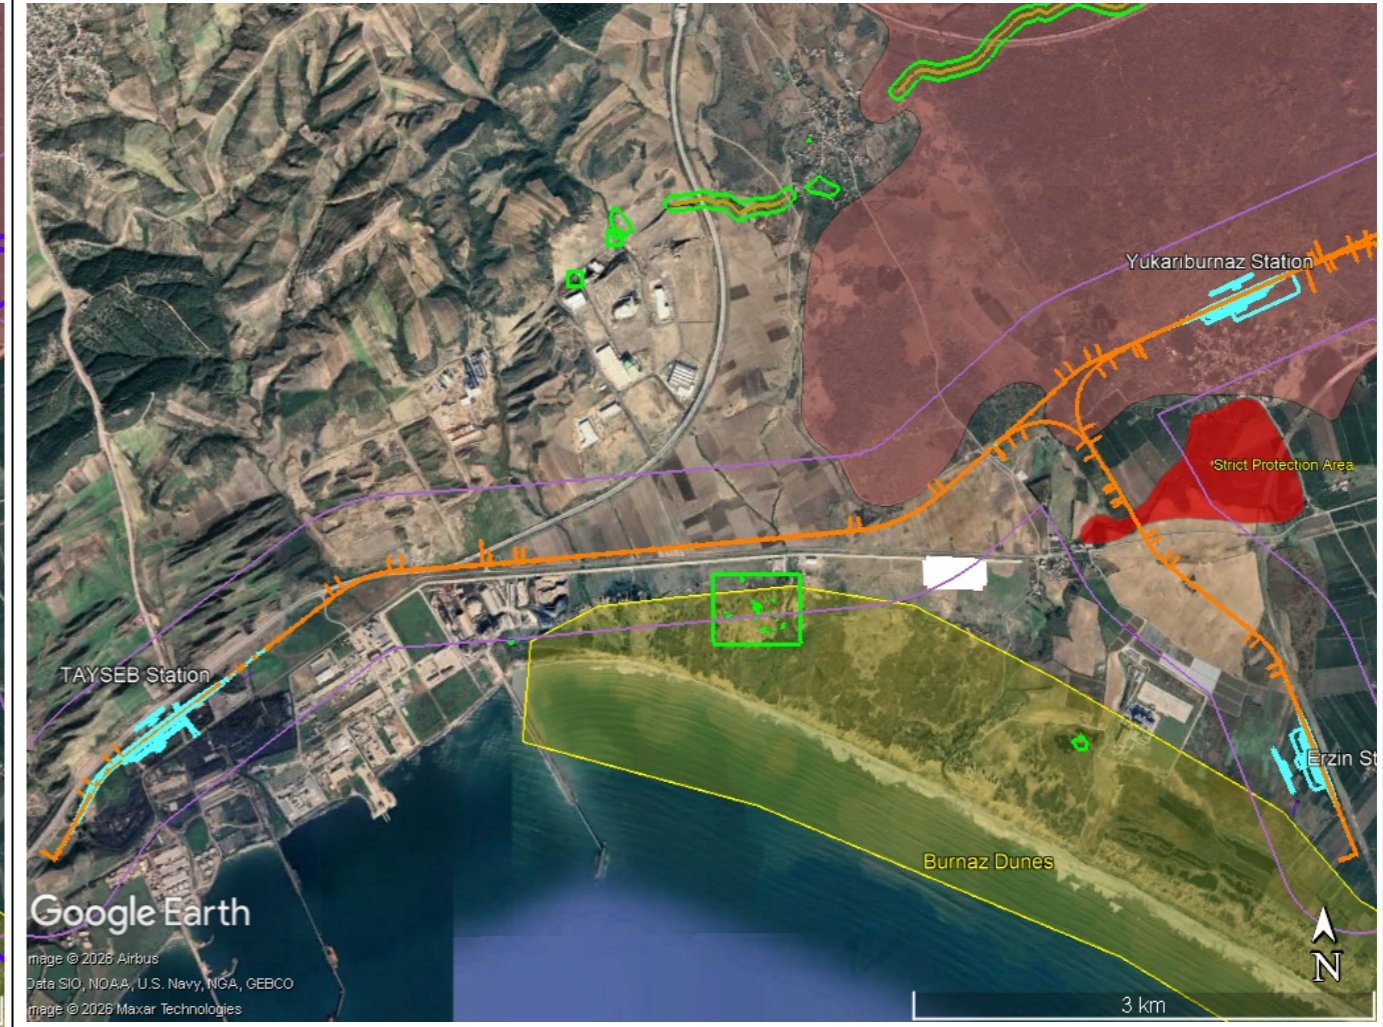 Yukarıburnaz Station
Strict Protection Area
TAYSEB Station
Erzin St
Burnaz Dunes
Google Earth
mage © 2026 Airbus
Data SIO, NOAA, U.S. Navy, NGA, GEBCO
mage © 2026 Maxar Technologies
N
3 km